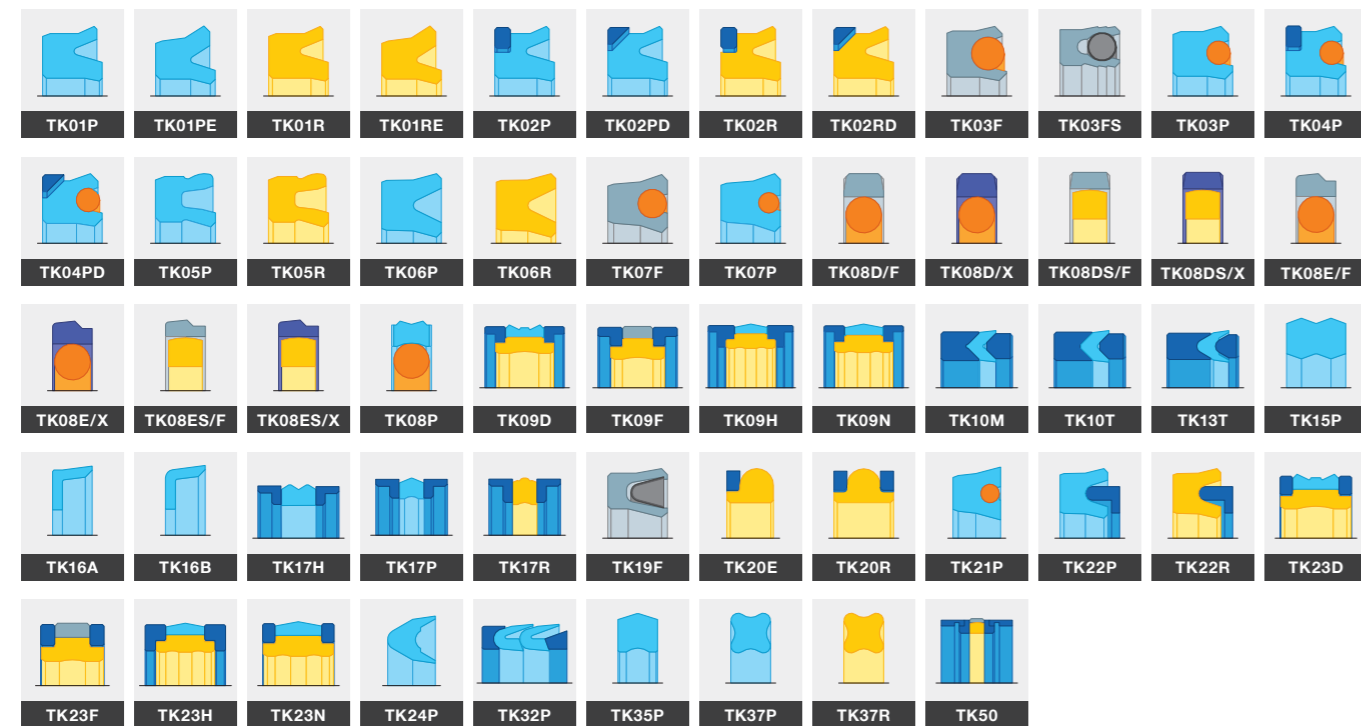 TK01P TK01PE TK01R TK01RE TK02P TK02PD TK02R TK02RD TK03F TK03FS TK03P TK04P
TK04PD TK05P TK05R TK06P TK06R TK07F TK07P TK08D/F TK08D/X TK08DS/F TK08DS/X TK08E/F
TK08E/X TK08ES/F TK08ES/X TK08P TK09D TK09F TK09H TK09N TK10M TK10T TK13T TK15P
TK16A TK16B TK17H TK17P TK17R TK19F TK20E TK20R TK21P TK22P TK22R TK23D
TK23F TK23H TK23N TK24P TK32P TK35P TK37P TK37R TK50